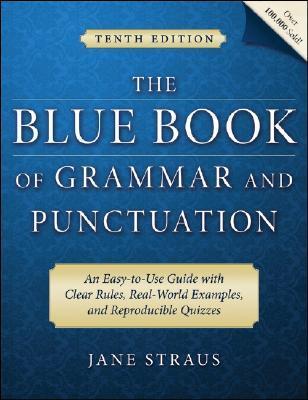 TENTH EDITION
Over
100,000 Sold!
THE
BLUE BOOK
OF GRAMMAR AND
PUNCTUATION
An Easy-to-Use Guide with
Clear Rules, Real-World Examples,
and Reproducible Quizzes
JANE STRAUS